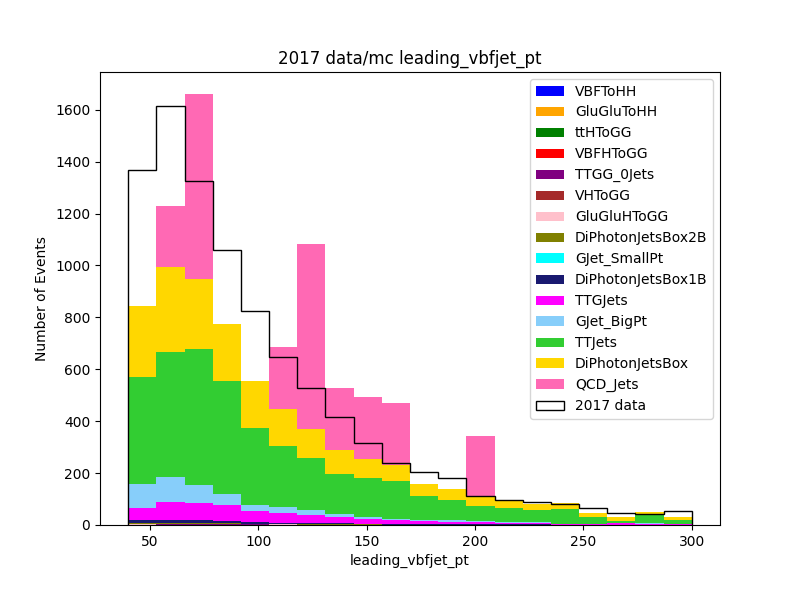 2017 data/mc leading_vbfjet_pt
Number of Events
1600
1400
1200
1000
800
600
400
200
0
50
100
150
200
250
300
leading_vbfjet_pt
VBFToHH
GluGluToHH
ttHToGG
VBFHToGG
TTGG_0Jets
VHToGG
GluGluHToGG
DiPhotonJetsBox2B
GJet_SmallPt
DiPhotonJetsBox1B
TTGJets
GJet_BigPt
TTJets
DiPhotonJetsBox
QCD_Jets
2017 data